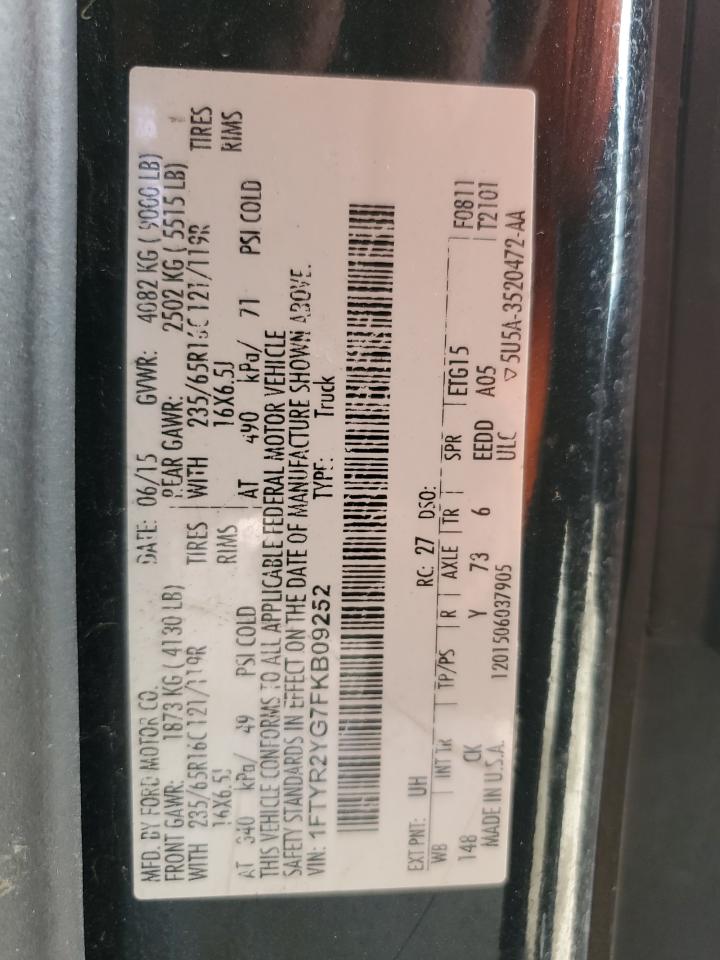 MFD. BY FORD MOTOR CO.
DATE: 06/15 GVWR: 4082 KG ( 9000 LB)
FRONT GAWR: 1873 KG ( 4130 LB) REAR GAWR: 2502 KG ( 5515 LB)
WITH 235/65R16C 121/119R TIRES WITH 235/65R16C 121/119R TIRES
16X6.5J RIMS 16X6.5J RIMS
AT 340 kPa/ 49 PSI COLD AT 490 kPa/ 71 PSI COLD
THIS VEHICLE CONFORMS TO ALL APPLICABLE FEDERAL MOTOR VEHICLE
SAFETY STANDARDS IN EFFECT ON THE DATE OF MANUFACTURE SHOWN ABOVE.
VIN: 1FTYR2YG7FKB09252 TYPE: Truck
EXT PNT: UH RC: 27 DSO: F0811
WB INT TR TP/PS R AXLE TR SPR ETG15 T2101
148 CK Y 73 6 EEDD A05
MADE IN U.S.A. 1201506037905 ULC ▽ 5U5A-3520472-AA